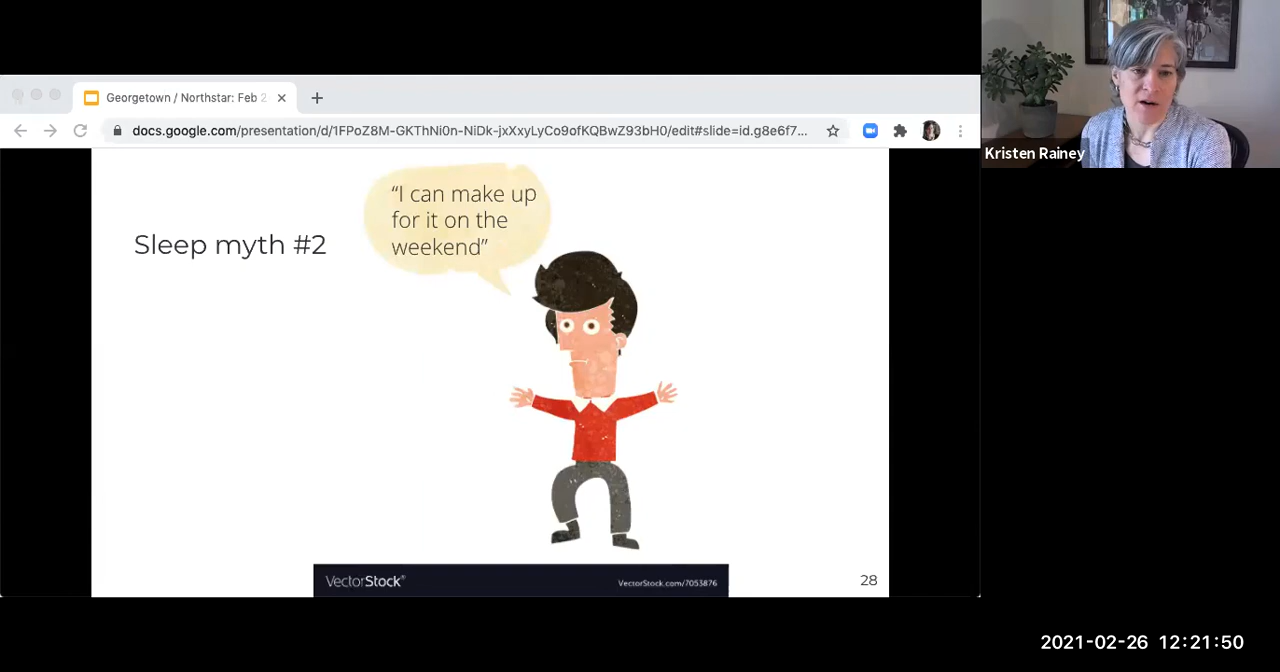 Georgetown / Northstar: Feb 2
docs.google.com/presentation/d/1FPoZ8M-GKThNi0n-NiDk-jxXxyLyCo9ofKQBwZ93bH0/edit#slide=id.g8e6f7...
Kristen Rainey
“I can make up
for it on the
weekend”
Sleep myth #2
VectorStock®
VectorStock.com/7053876
28
2021-02-26 12:21:50